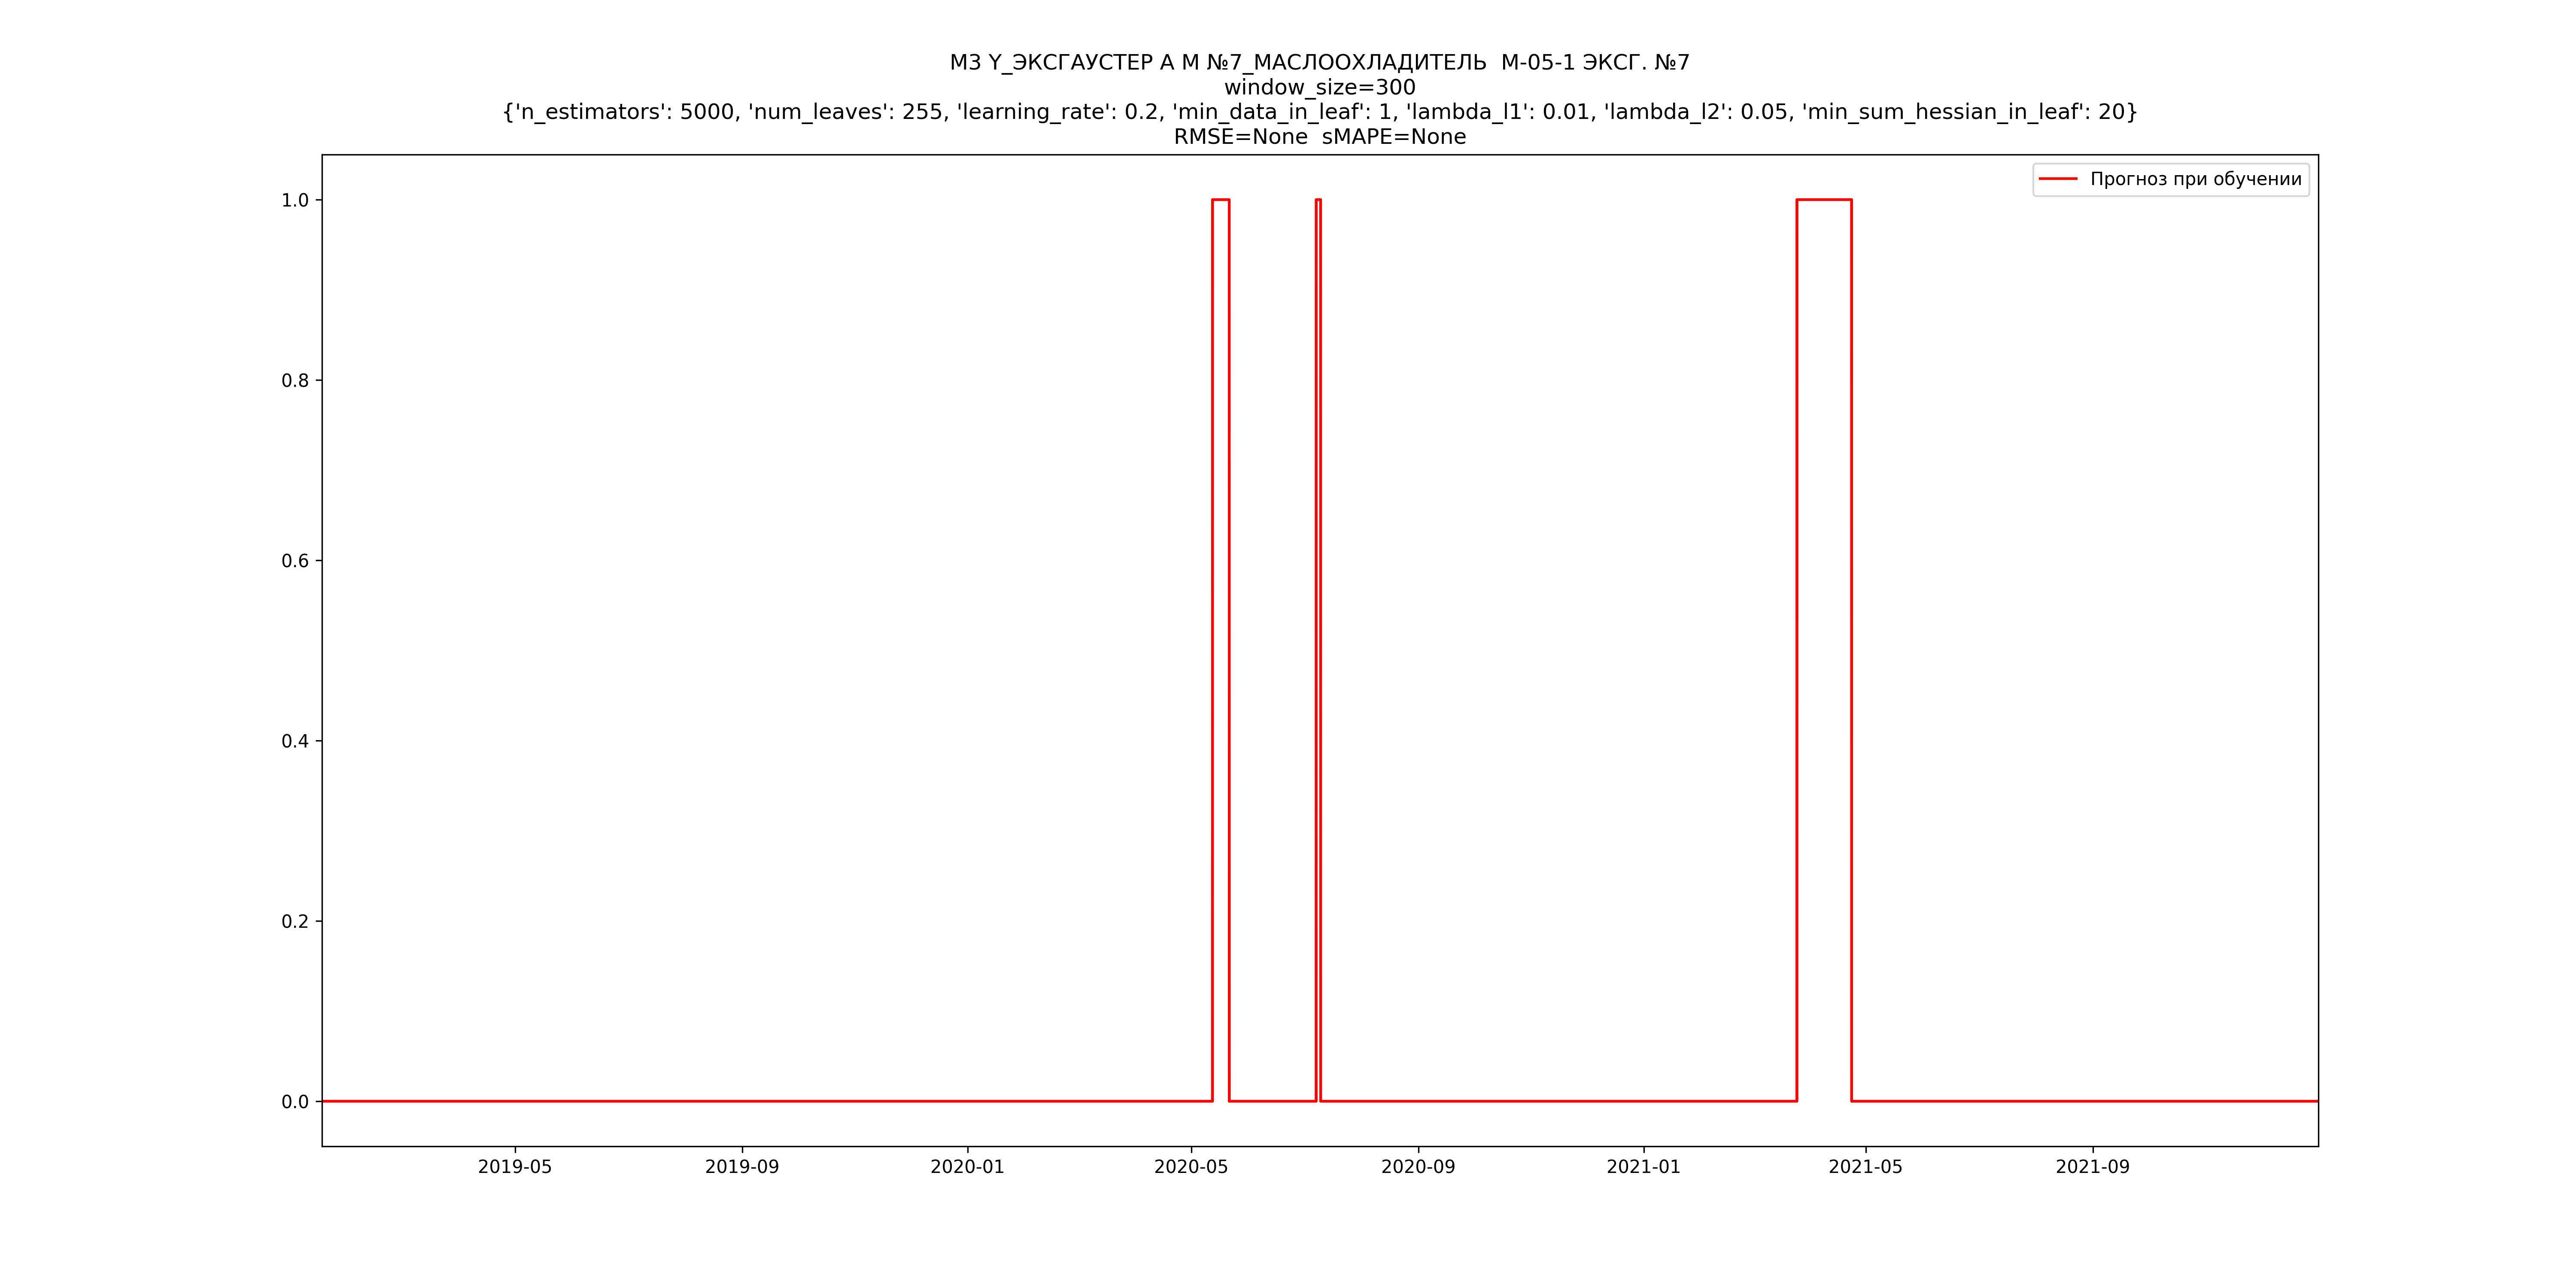 М3 Y_ЭКСГАУСТЕР А М №7_МАСЛООХЛАДИТЕЛЬ  М-05-1 ЭКСГ. №7
window_size=300
{'n_estimators': 5000, 'num_leaves': 255, 'learning_rate': 0.2, 'min_data_in_leaf': 1, 'lambda_l1': 0.01, 'lambda_l2': 0.05, 'min_sum_hessian_in_leaf': 20}
RMSE=None  sMAPE=None
Прогноз при обучении
1.0
0.8
0.6
0.4
0.2
0.0
2019-05
2019-09
2020-01
2020-05
2020-09
2021-01
2021-05
2021-09